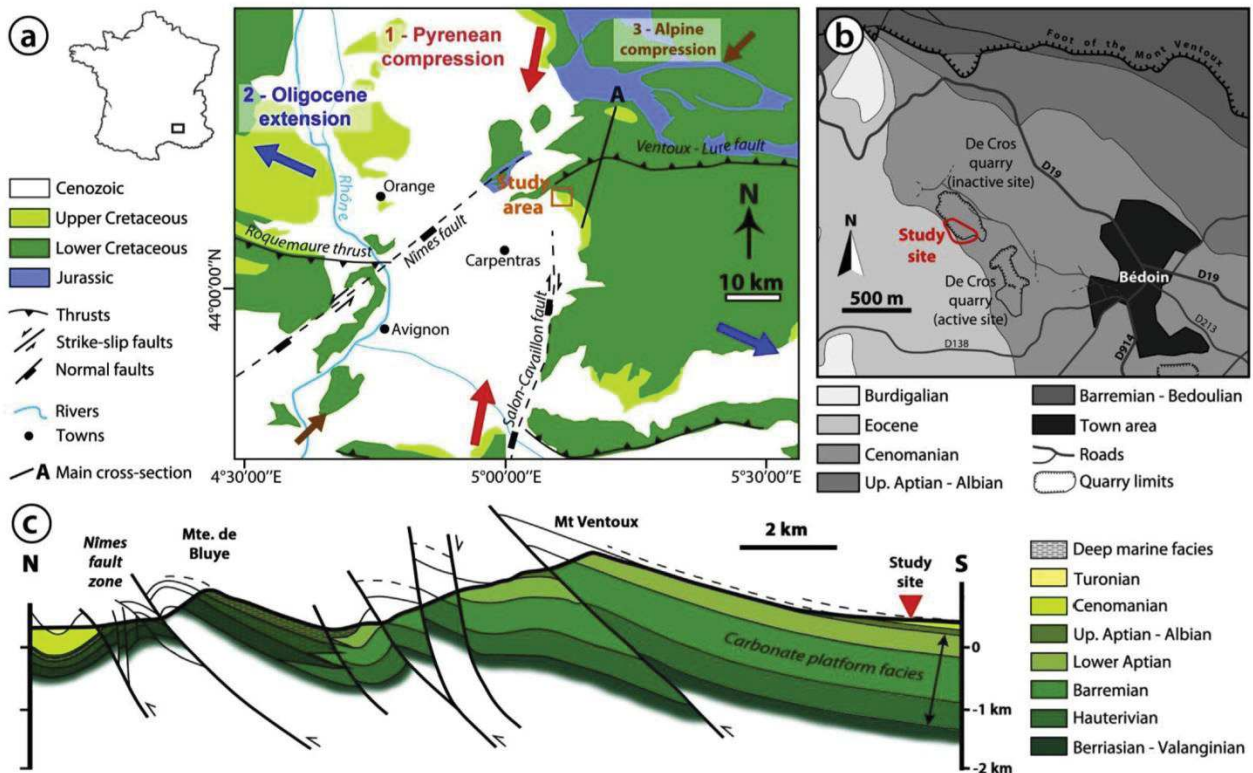 a
Cenozoic
Upper Cretaceous
Lower Cretaceous
Jurassic
Thrusts
Strike-slip faults
Normal faults
Rivers
Towns
A Main cross-section
1 - Pyrenean
compression
2 - Oligocene
extension
3 - Alpine
compression
A
Ventoux - Lure fault
Rhône
Orange
Study
area
Roquemaure thrust
Nîmes fault
Carpentras
N
10 km
Avignon
Salon-Cavaillon fault
44°00'00"N
4°30'00"E
5°00'00"E
5°30'00"E
b
Foot of the Mont Ventoux
De Cros
quarry
(inactive site)
D19
N
Study
site
500 m
De Cros
quarry
(active site)
Bédoin
D19
D213
D138
D914
Burdigalian
Eocene
Cenomanian
Up. Aptian - Albian
Barremian - Bedoulian
Town area
Roads
Quarry limits
c
N
Nîmes
fault
zone
Mte. de
Bluye
Mt Ventoux
2 km
Study
site
S
Carbonate platform facies
0
-1 km
-2 km
Deep marine facies
Turonian
Cenomanian
Up. Aptian - Albian
Lower Aptian
Barremian
Hauterivian
Berriasian - Valanginian